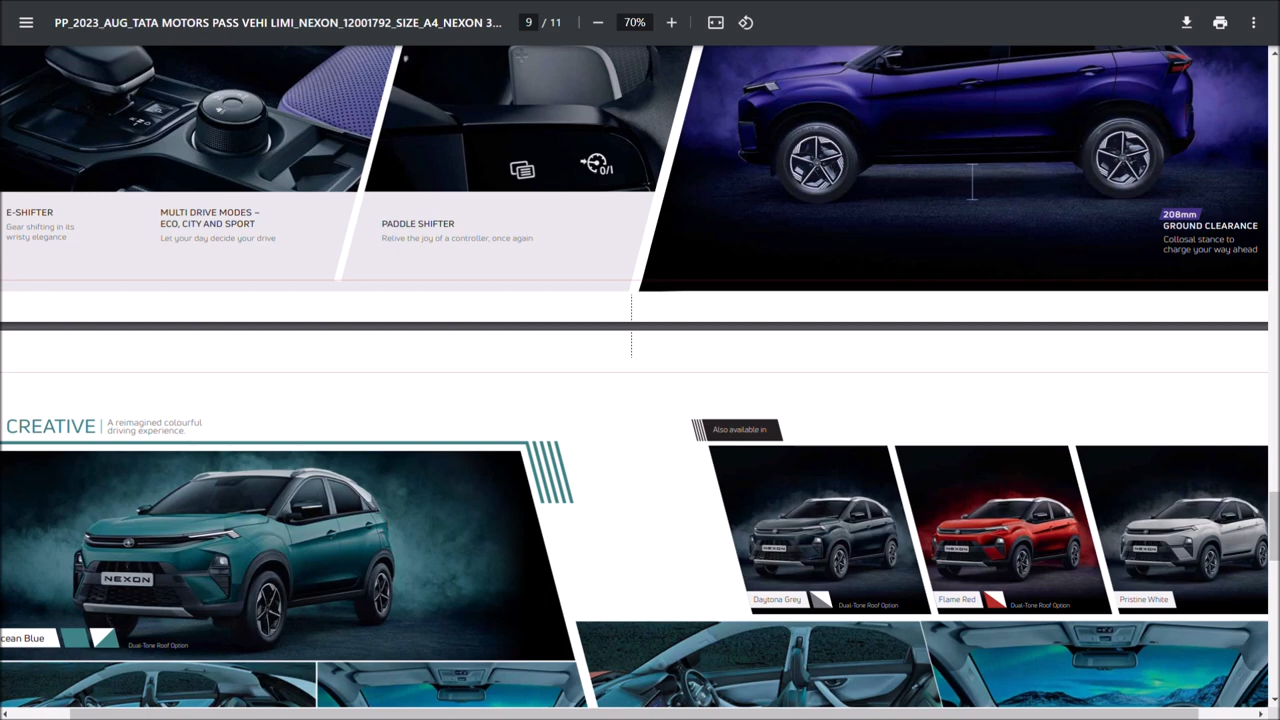 PP_2023_AUG_TATA MOTORS PASS VEHI LIMI_NEXON_12001792_SIZE_A4_NEXON 3...
9 / 11
70%
0/I
E-SHIFTER
Gear shifting in its
wristy elegance
MULTI DRIVE MODES –
ECO, CITY AND SPORT
Let your day decide your drive
PADDLE SHIFTER
Relive the joy of a controller, once again
208mm
GROUND CLEARANCE
Collosal stance to
charge your way ahead
CREATIVE
A reimagined colourful
driving experience.
Also available in
NEXON
NEXON
NEXON
NEXON
cean Blue
Dual-Tone Roof Option
Daytona Grey
Dual-Tone Roof Option
Flame Red
Dual-Tone Roof Option
Pristine White